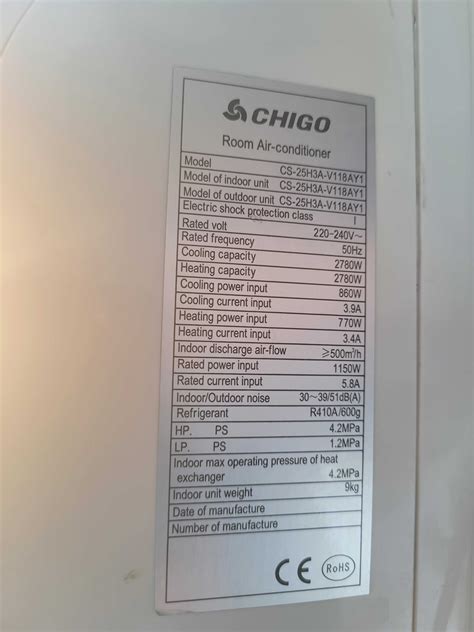 CHIGO
Room Air-conditioner
Model CS-25H3A-V118AY1
Model of indoor unit CS-25H3A-V118AY1
Model of outdoor unit CS-25H3A-V118AY1
Electric shock protection class I
Rated volt 220-240V~
Rated frequency 50Hz
Cooling capacity 2780W
Heating capacity 2780W
Cooling power input 860W
Cooling current input 3.9A
Heating power input 770W
Heating current input 3.4A
Indoor discharge air-flow ≥500m³/h
Rated power input 1150W
Rated current input 5.8A
Indoor/Outdoor noise 30~39/51dB(A)
Refrigerant R410A/600g
HP. PS 4.2MPa
LP. PS 1.2MPa
Indoor max operating pressure of heat
exchanger 4.2MPa
Indoor unit weight 9kg
Date of manufacture
Number of manufacture
CE RoHS